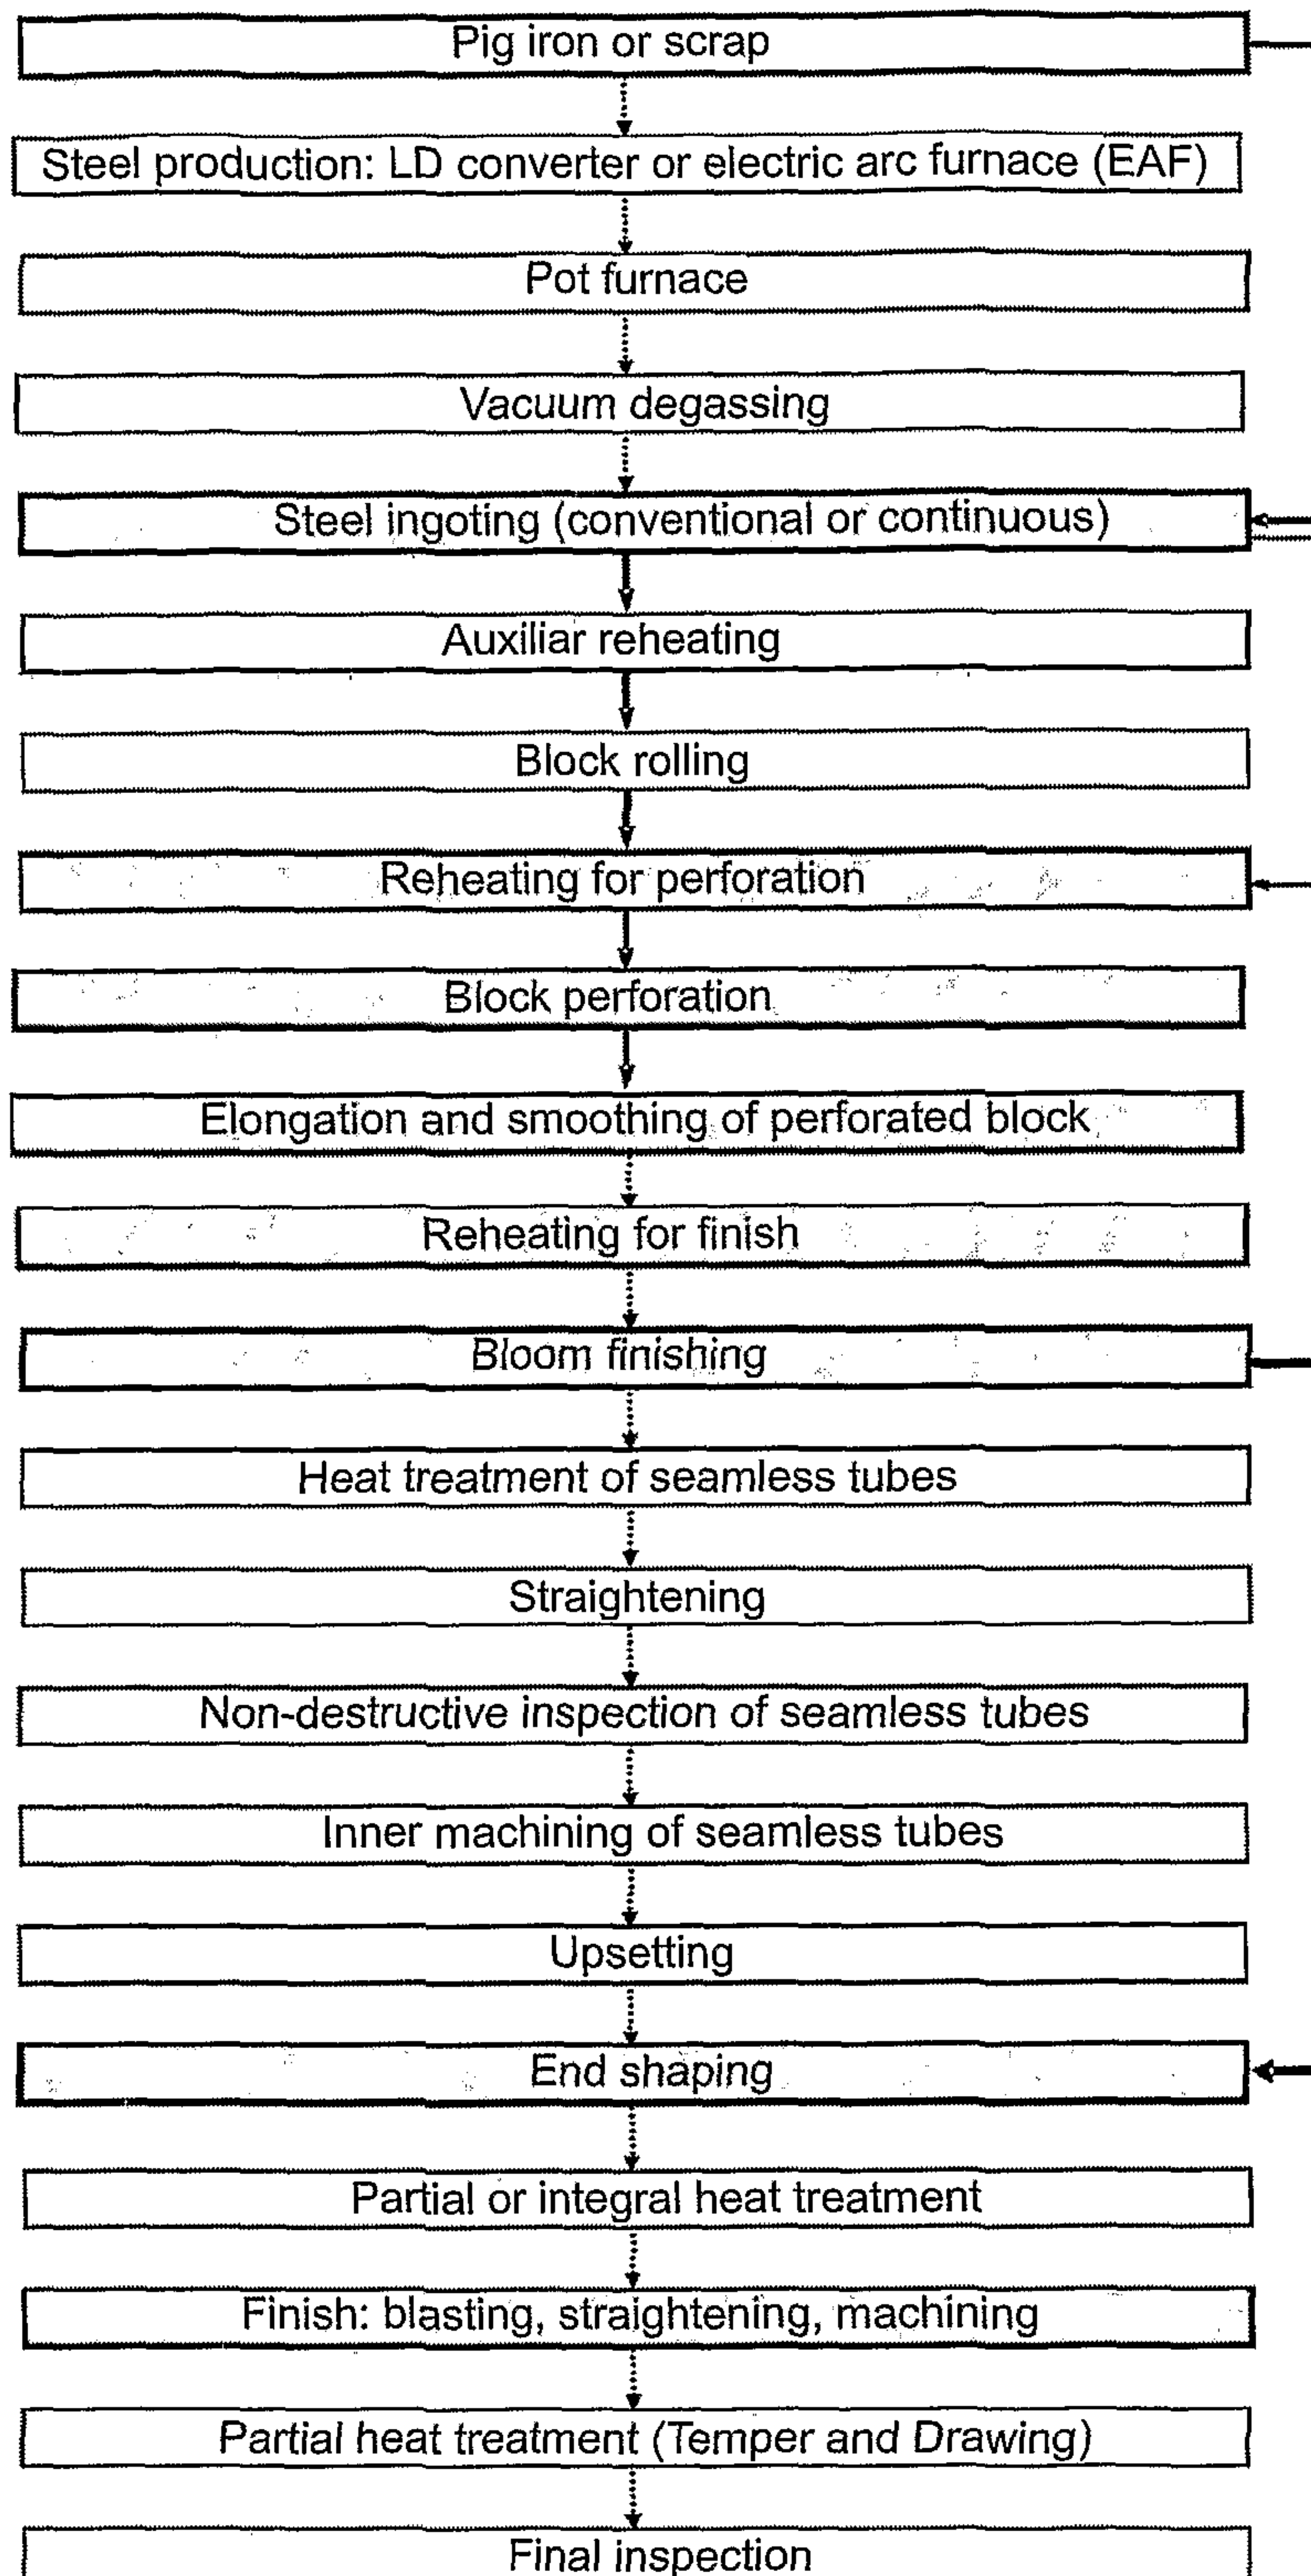 Pig iron or scrap
Steel production: LD converter or electric arc furnace (EAF)
Pot furnace
Vacuum degassing
Steel ingoting (conventional or continuous)
Auxiliar reheating
Block rolling
Reheating for perforation
Block perforation
Elongation and smoothing of perforated block
Reheating for finish
Bloom finishing
Heat treatment of seamless tubes
Straightening
Non-destructive inspection of seamless tubes
Inner machining of seamless tubes
Upsetting
End shaping
Partial or integral heat treatment
Finish: blasting, straightening, machining
Partial heat treatment (Temper and Drawing)
Final inspection